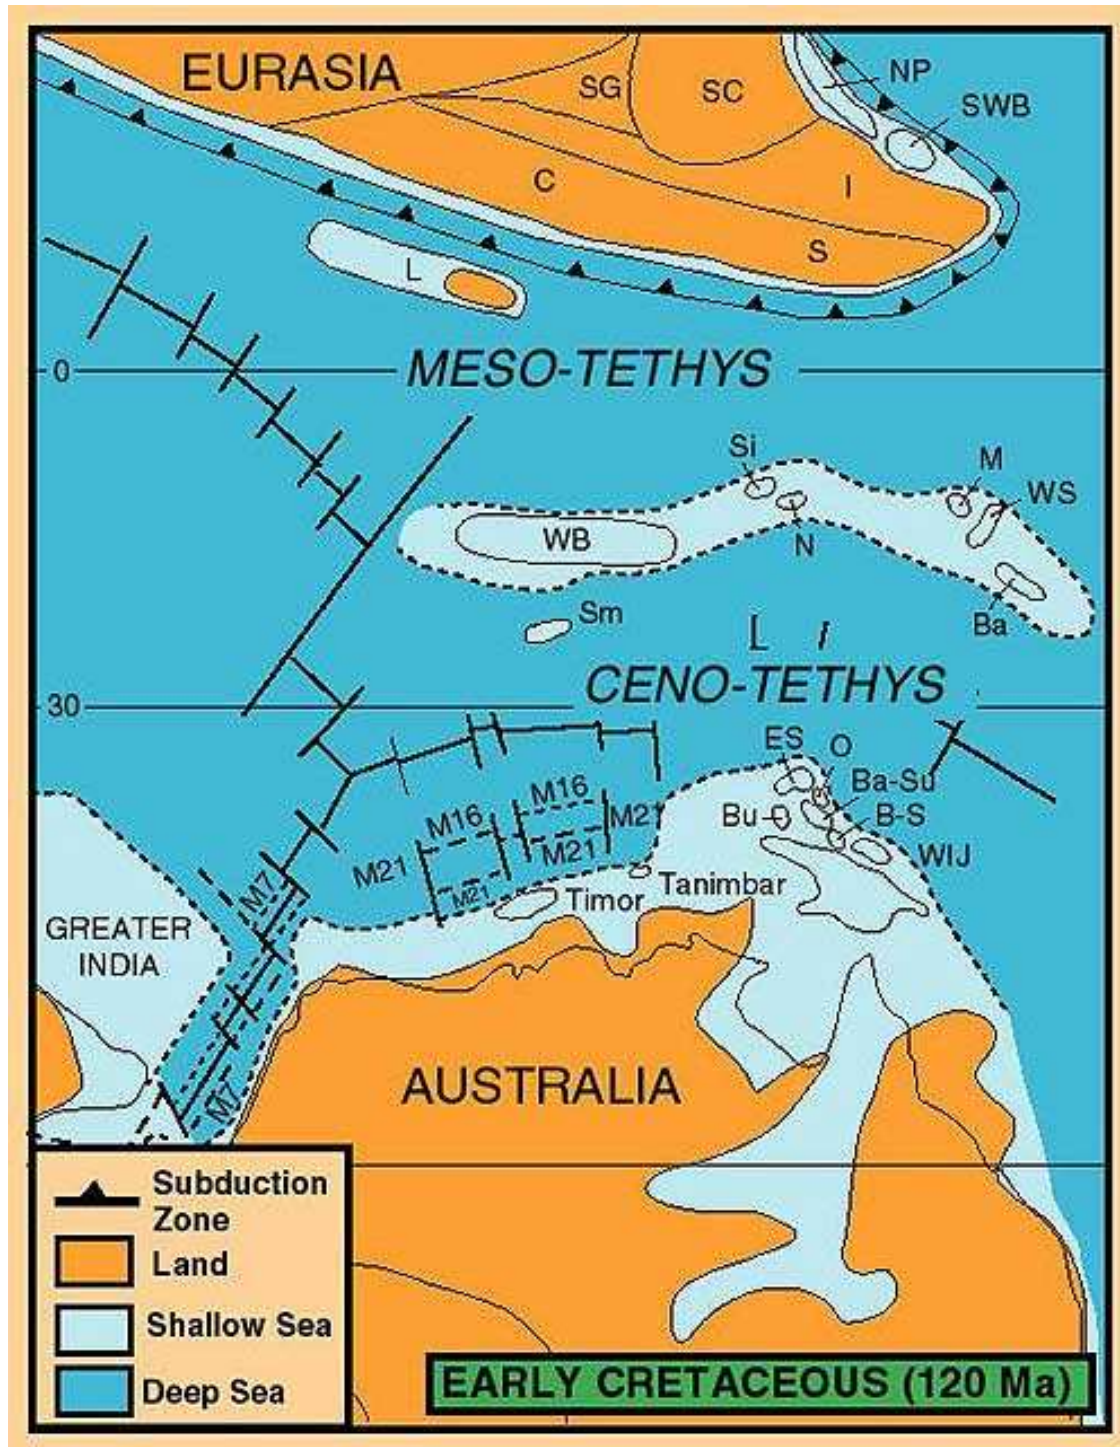 EURASIA
SG
SC
NP
SWB
C
I
S
L
0
MESO-TETHYS
Si
M
WS
WB
N
Sm
Ba
L I
CENO-TETHYS
30
ES
O
Ba-Su
M16
M16
M21
Bu
B-S
M21
M21
WIJ
M21
Tanimbar
Timor
M7
GREATER
INDIA
AUSTRALIA
M7
Subduction
Zone
Land
Shallow Sea
Deep Sea
EARLY CRETACEOUS (120 Ma)